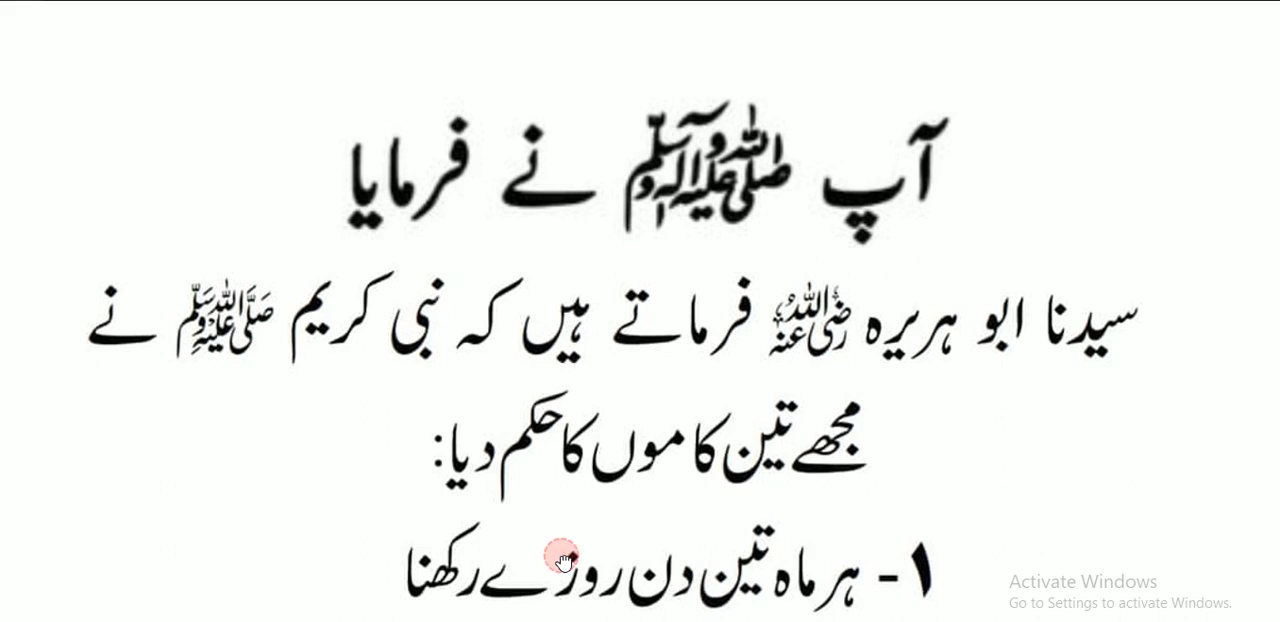 آپ ﷺ نے فرمایا
سیدنا ابو ہریرہ رضی اللہ عنہ فرماتے ہیں کہ نبی کریم ﷺ نے
مجھے تین کاموں کا حکم دیا:
۱- ہر ماہ تین دن روزے رکھنا
Activate Windows
Go to Settings to activate Windows.